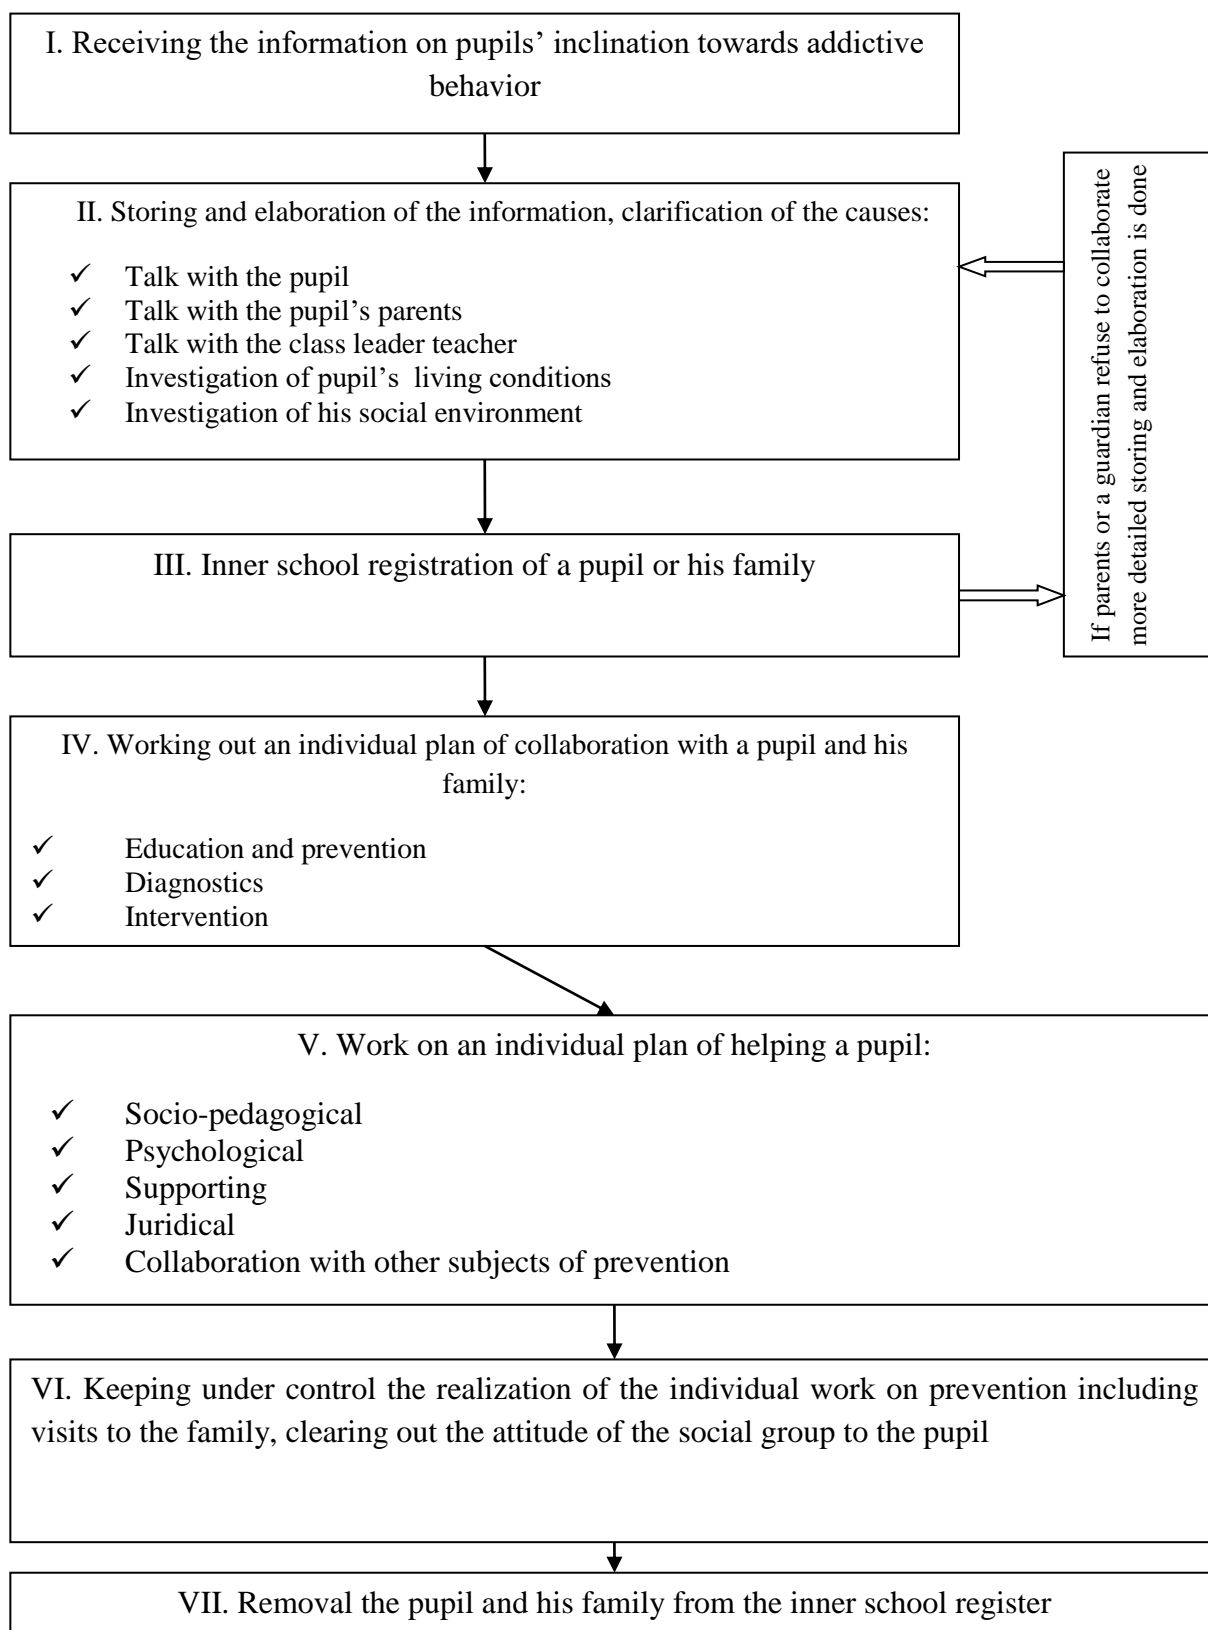 I. Receiving the information on pupils’ inclination towards addictive
behavior
II. Storing and elaboration of the information, clarification of the causes:
✓ Talk with the pupil
✓ Talk with the pupil’s parents
✓ Talk with the class leader teacher
✓ Investigation of pupil’s living conditions
✓ Investigation of his social environment
If parents or a guardian refuse to collaborate
more detailed storing and elaboration is done
III. Inner school registration of a pupil or his family
IV. Working out an individual plan of collaboration with a pupil and his
family:
✓ Education and prevention
✓ Diagnostics
✓ Intervention
V. Work on an individual plan of helping a pupil:
✓ Socio-pedagogical
✓ Psychological
✓ Supporting
✓ Juridical
✓ Collaboration with other subjects of prevention
VI. Keeping under control the realization of the individual work on prevention including
visits to the family, clearing out the attitude of the social group to the pupil
VII. Removal the pupil and his family from the inner school register